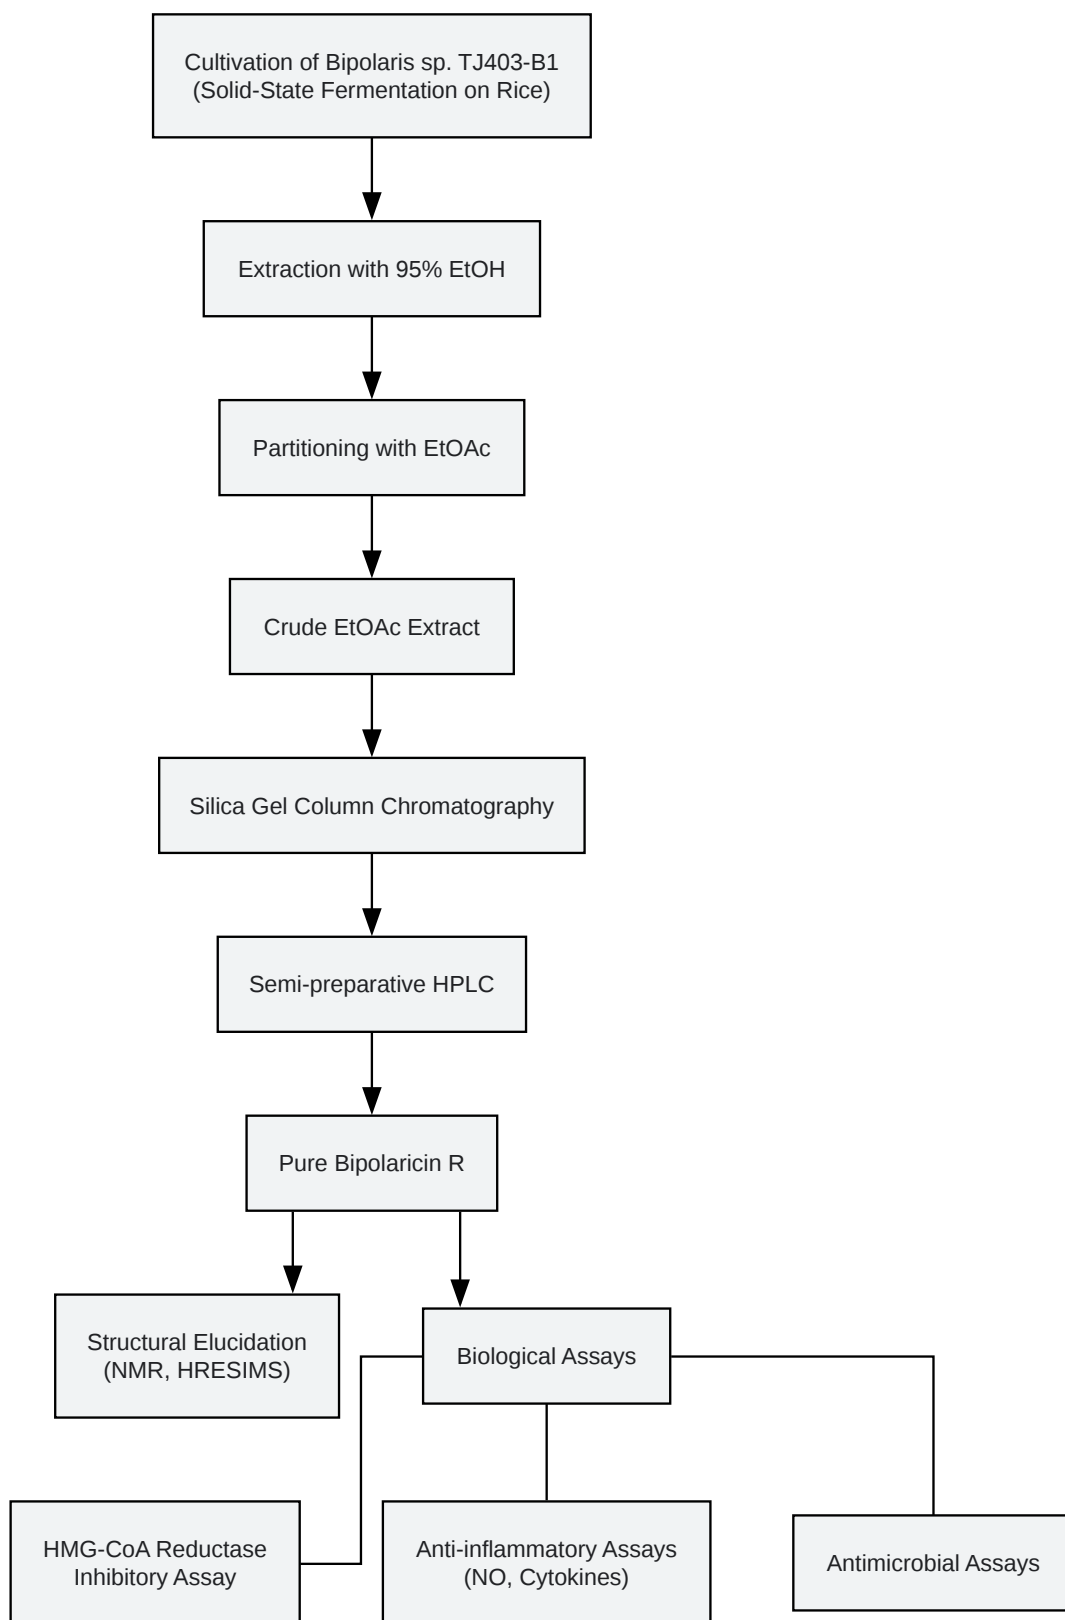 Cultivation of Bipolaris sp. TJ403-B1
(Solid-State Fermentation on Rice)
Extraction with 95% EtOH
Partitioning with EtOAc
Crude EtOAc Extract
Silica Gel Column Chromatography
Semi-preparative HPLC
Pure Bipolaricin R
Structural Elucidation
(NMR, HRESIMS)
Biological Assays
HMG-CoA Reductase
Inhibitory Assay
Anti-inflammatory Assays
(NO, Cytokines)
Antimicrobial Assays